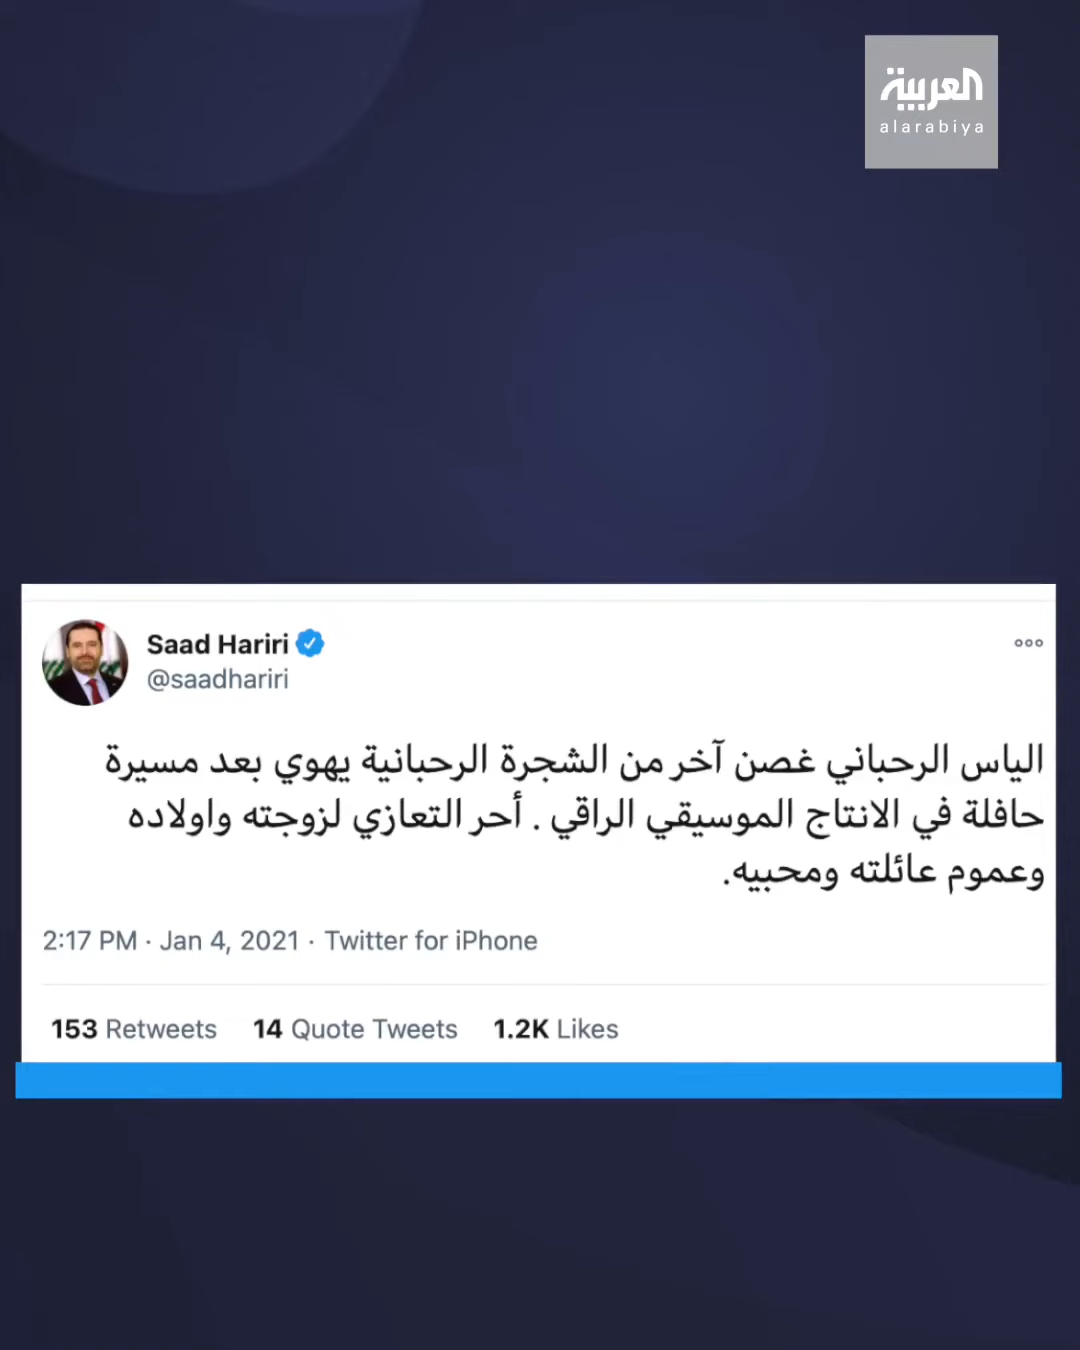 العربية
alarabiya
Saad Hariri
@saadhariri
الياس الرحباني غصن آخر من الشجرة الرحبانية يهوي بعد مسيرة
حافلة في الانتاج الموسيقي الراقي . أحر التعازي لزوجته واولاده
وعموم عائلته ومحبيه.
2:17 PM · Jan 4, 2021 · Twitter for iPhone
153 Retweets 14 Quote Tweets 1.2K Likes